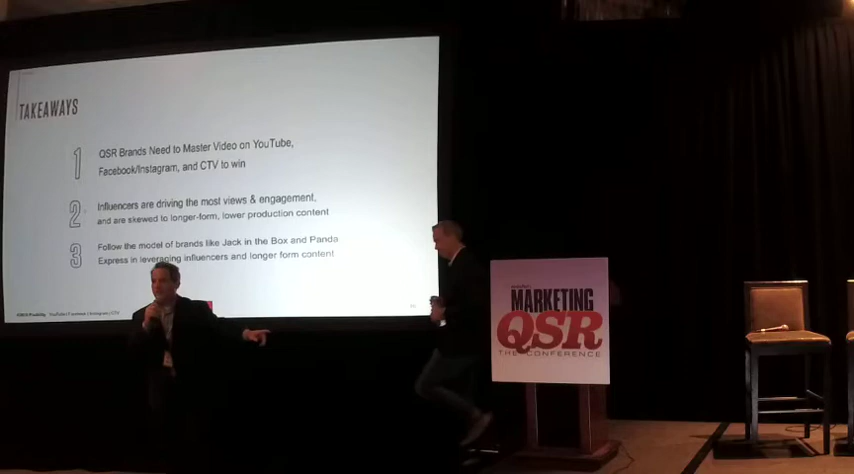 TAKEAWAYS
1
QSR Brands Need to Master Video on YouTube,
Facebook/Instagram, and CTV to win
2
Influencers are driving the most views & engagement,
and are skewed to longer-form, lower production content
3
Follow the model of brands like Jack in the Box and Panda
Express in leveraging influencers and longer form content
MARKETING
QSR
THE CONFERENCE